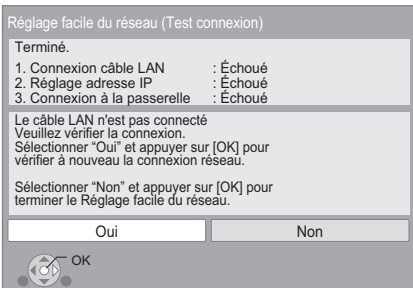 Réglage facile du réseau (Test connexion)
Terminé.
1. Connexion câble LAN : Échoué
2. Réglage adresse IP : Échoué
3. Connexion à la passerelle : Échoué
Le câble LAN n'est pas connecté
Veuillez vérifier la connexion.
Sélectionner “Oui” et appuyer sur [OK] pour
vérifier à nouveau la connexion réseau.
Sélectionner “Non” et appuyer sur [OK] pour
terminer le Réglage facile du réseau.
Oui Non
OK